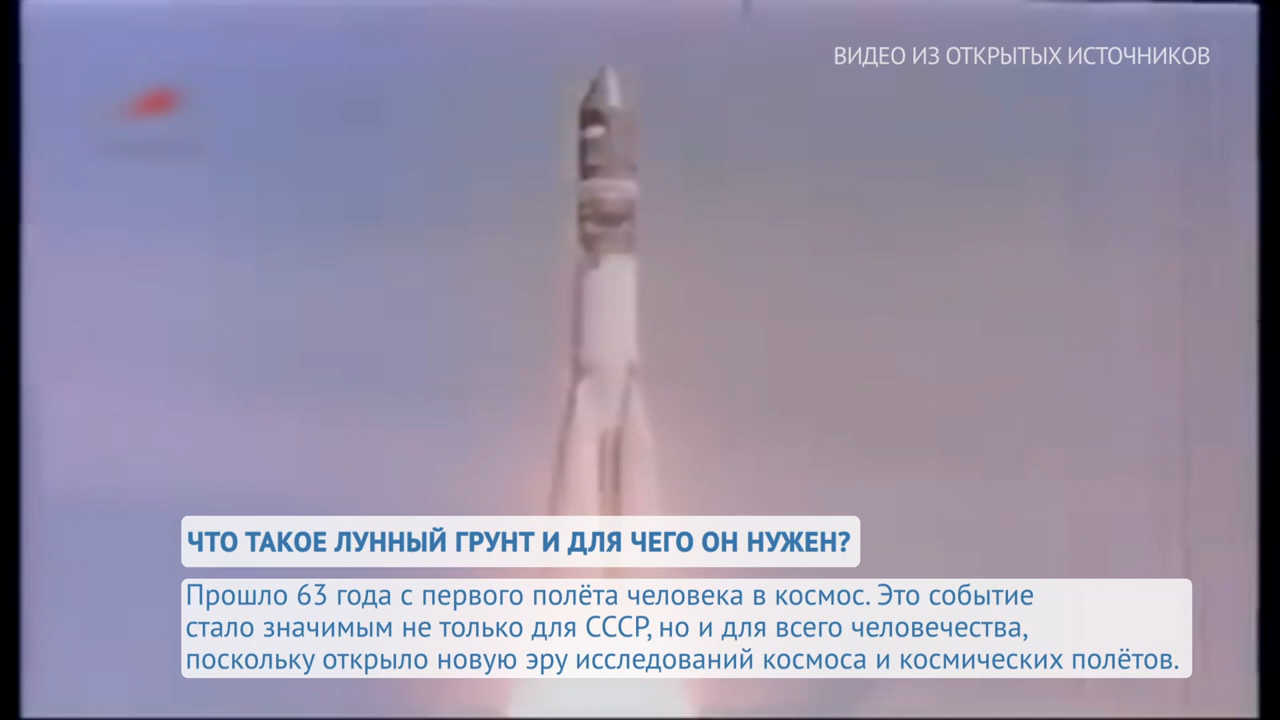 ВИДЕО ИЗ ОТКРЫТЫХ ИСТОЧНИКОВ
ЧТО ТАКОЕ ЛУННЫЙ ГРУНТ И ДЛЯ ЧЕГО ОН НУЖЕН?
Прошло 63 года с первого полёта человека в космос. Это событие
стало значимым не только для СССР, но и для всего человечества,
поскольку открыло новую эру исследований космоса и космических полётов.